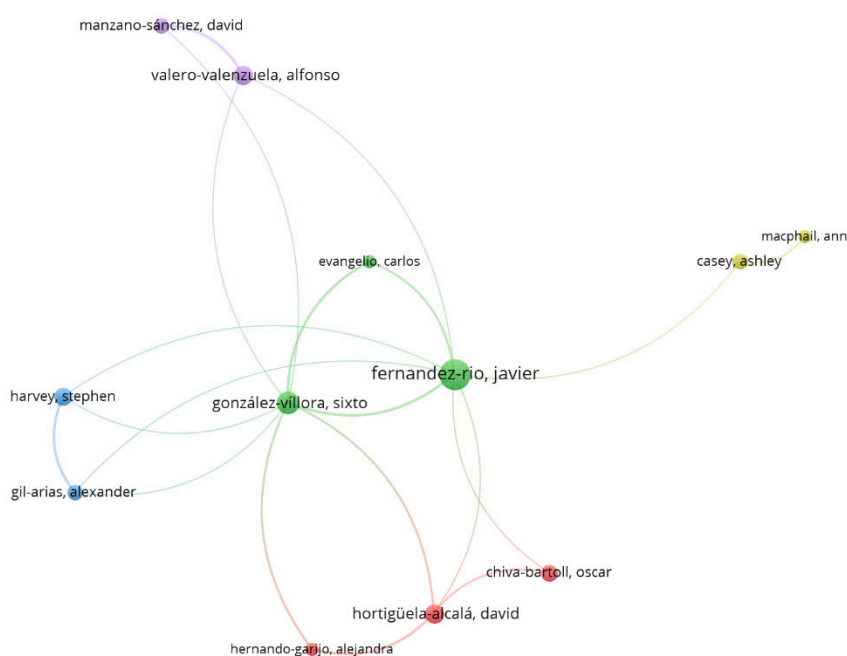 manzano-sánchez, david
valero-valenzuela, alfonso
macphail, ann
evangelio, carlos
casey, ashley
fernandez-rio, javier
harvey, stephen
gonzález-víllora, sixto
gil-arias, alexander
chiva-bartoll, oscar
hortigüela-alcalá, david
hernando-garijo, alejandra